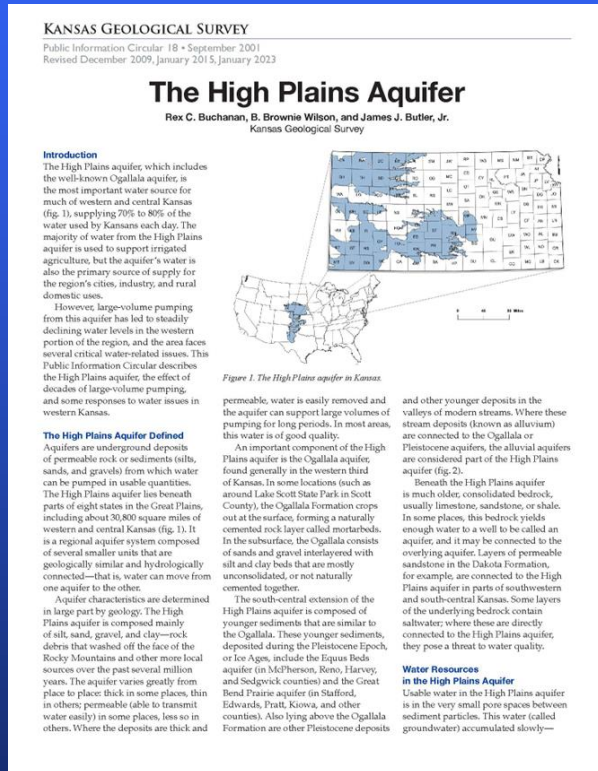 KANSAS GEOLOGICAL SURVEY
Public Information Circular 18 • September 2001
Revised December 2009, January 2015, January 2023
The High Plains Aquifer
Rex C. Buchanan, B. Brownie Wilson, and James J. Butler, Jr.
Kansas Geological Survey
Introduction
The High Plains aquifer, which includes
the well-known Ogallala aquifer, is
the most important water source for
much of western and central Kansas
(fig. 1), supplying 70% to 80% of the
water used by Kansans each day. The
majority of water from the High Plains
aquifer is used to support irrigated
agriculture, but the aquifer's water is
also the primary source of supply for
the region's cities, industry, and rural
domestic uses.
However, large-volume pumping
from this aquifer has led to steadily
declining water levels in the western
portion of the region, and the area faces
several critical water-related issues. This
Public Information Circular describes
the High Plains aquifer, the effect of
decades of large-volume pumping,
and some responses to water issues in
western Kansas.
The High Plains Aquifer Defined
Aquifers are underground deposits
of permeable rock or sediments (silts,
sands, and gravels) from which water
can be pumped in usable quantities.
The High Plains aquifer lies beneath
parts of eight states in the Great Plains,
including about 30,800 square miles of
western and central Kansas (fig. 1). It
is a regional aquifer system composed
of several smaller units that are
geologically similar and hydrologically
connected—that is, water can move from
one aquifer to the other.
Aquifer characteristics are determined
in large part by geology. The High
Plains aquifer is composed mainly
of silt, sand, gravel, and clay—rock
debris that washed off the face of the
Rocky Mountains and other more local
sources over the past several million
years. The aquifer varies greatly from
place to place: thick in some places, thin
in others; permeable (able to transmit
water easily) in some places, less so in
others. Where the deposits are thick and
Figure 1. The High Plains aquifer in Kansas.
permeable, water is easily removed and
the aquifer can support large volumes of
pumping for long periods. In most areas,
this water is of good quality.
An important component of the High
Plains aquifer is the Ogallala aquifer,
found generally in the western third
of Kansas. In some locations (such as
around Lake Scott State Park in Scott
County), the Ogallala Formation crops
out at the surface, forming a naturally
cemented rock layer called mortarbeds.
In the subsurface, the Ogallala consists
of sands and gravel interlayered with
silt and clay beds that are mostly
unconsolidated, or not naturally
cemented together.
The south-central extension of the
High Plains aquifer is composed of
younger sediments that are similar to
the Ogallala. These younger sediments,
deposited during the Pleistocene Epoch,
or Ice Ages, include the Equus Beds
aquifer (in McPherson, Reno, Harvey,
and Sedgwick counties) and the Great
Bend Prairie aquifer (in Stafford,
Edwards, Pratt, Kiowa, and other
counties). Also lying above the Ogallala
Formation are other Pleistocene deposits
and other younger deposits in the
valleys of modern streams. Where these
stream deposits (known as alluvium)
are connected to the Ogallala or
Pleistocene aquifers, the alluvial aquifers
are considered part of the High Plains
aquifer (fig. 2).
Beneath the High Plains aquifer
is much older, consolidated bedrock,
usually limestone, sandstone, or shale.
In some places, this bedrock yields
enough water to a well to be called an
aquifer, and it may be connected to the
overlying aquifer. Layers of permeable
sandstone in the Dakota Formation,
for example, are connected to the High
Plains aquifer in parts of southwestern
and south-central Kansas. Some layers
of the underlying bedrock contain
saltwater; where these are directly
connected to the High Plains aquifer,
they pose a threat to water quality.
Water Resources
in the High Plains Aquifer
Usable water in the High Plains aquifer
is in the very small pore spaces between
sediment particles. This water (called
groundwater) accumulated slowly—